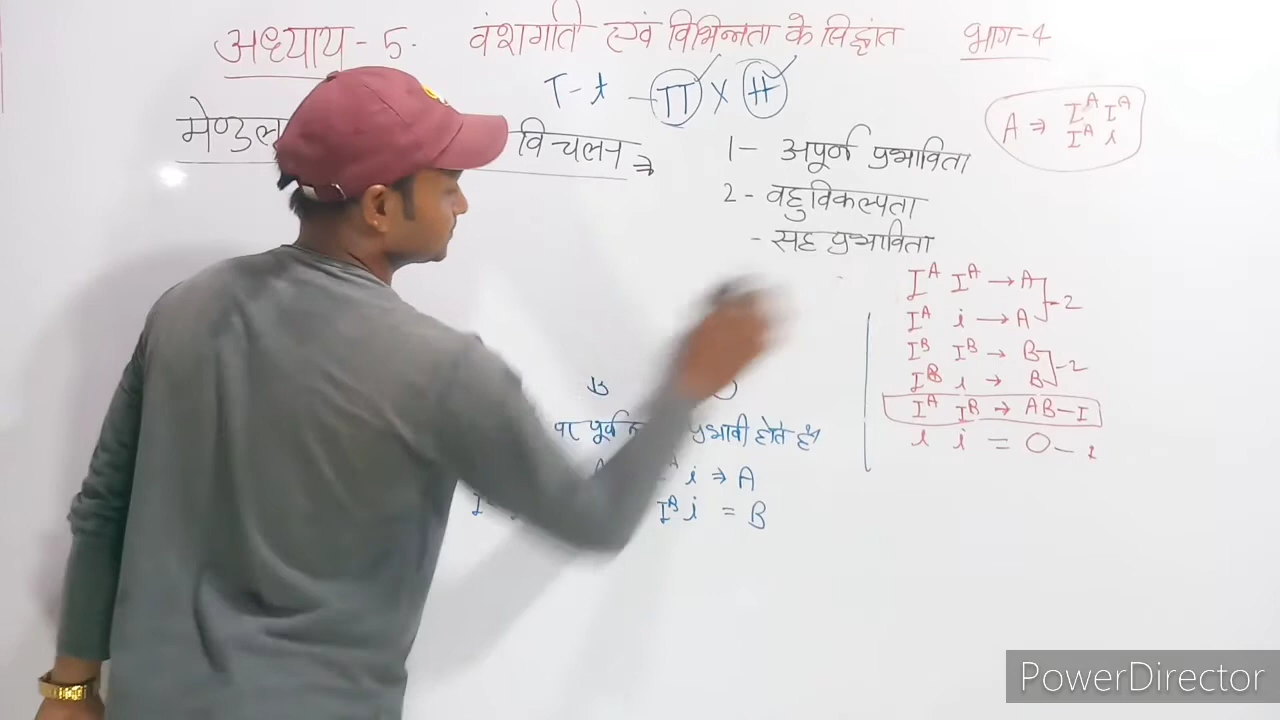 अध्याय - 5. वंशागति एवं विभिन्नता के सिद्धांत भाग-4
T - t - TT X tt
A ⇒ I^A I^A
I^A i
विचलन ⇒
1 - अपूर्ण प्रभाविता
2 - बहुविकल्पता
- सह प्रभाविता
I^A I^A → A
I^A i → A ] - 2
I^B I^B → B
I^B i → B ] - 2
I^A I^B → AB - I
i i = O - 1
पर पूर्व प्रभावी होते हैं
i ⇒ A
I^B i = B
PowerDirector